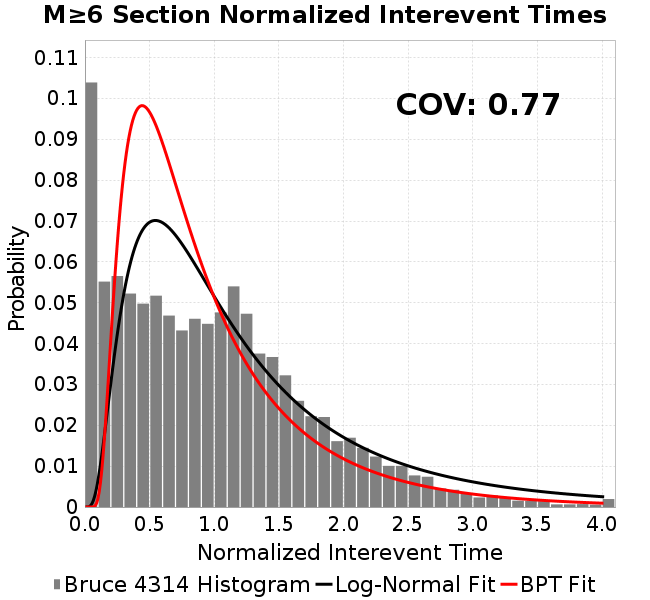 M≥6 Section Normalized Interevent Times
COV: 0.77
Probability
0.11
0.1
0.09
0.08
0.07
0.06
0.05
0.04
0.03
0.02
0.01
0
0.0 0.5 1.0 1.5 2.0 2.5 3.0 3.5 4.0
Normalized Interevent Time
Bruce 4314 Histogram Log-Normal Fit BPT Fit